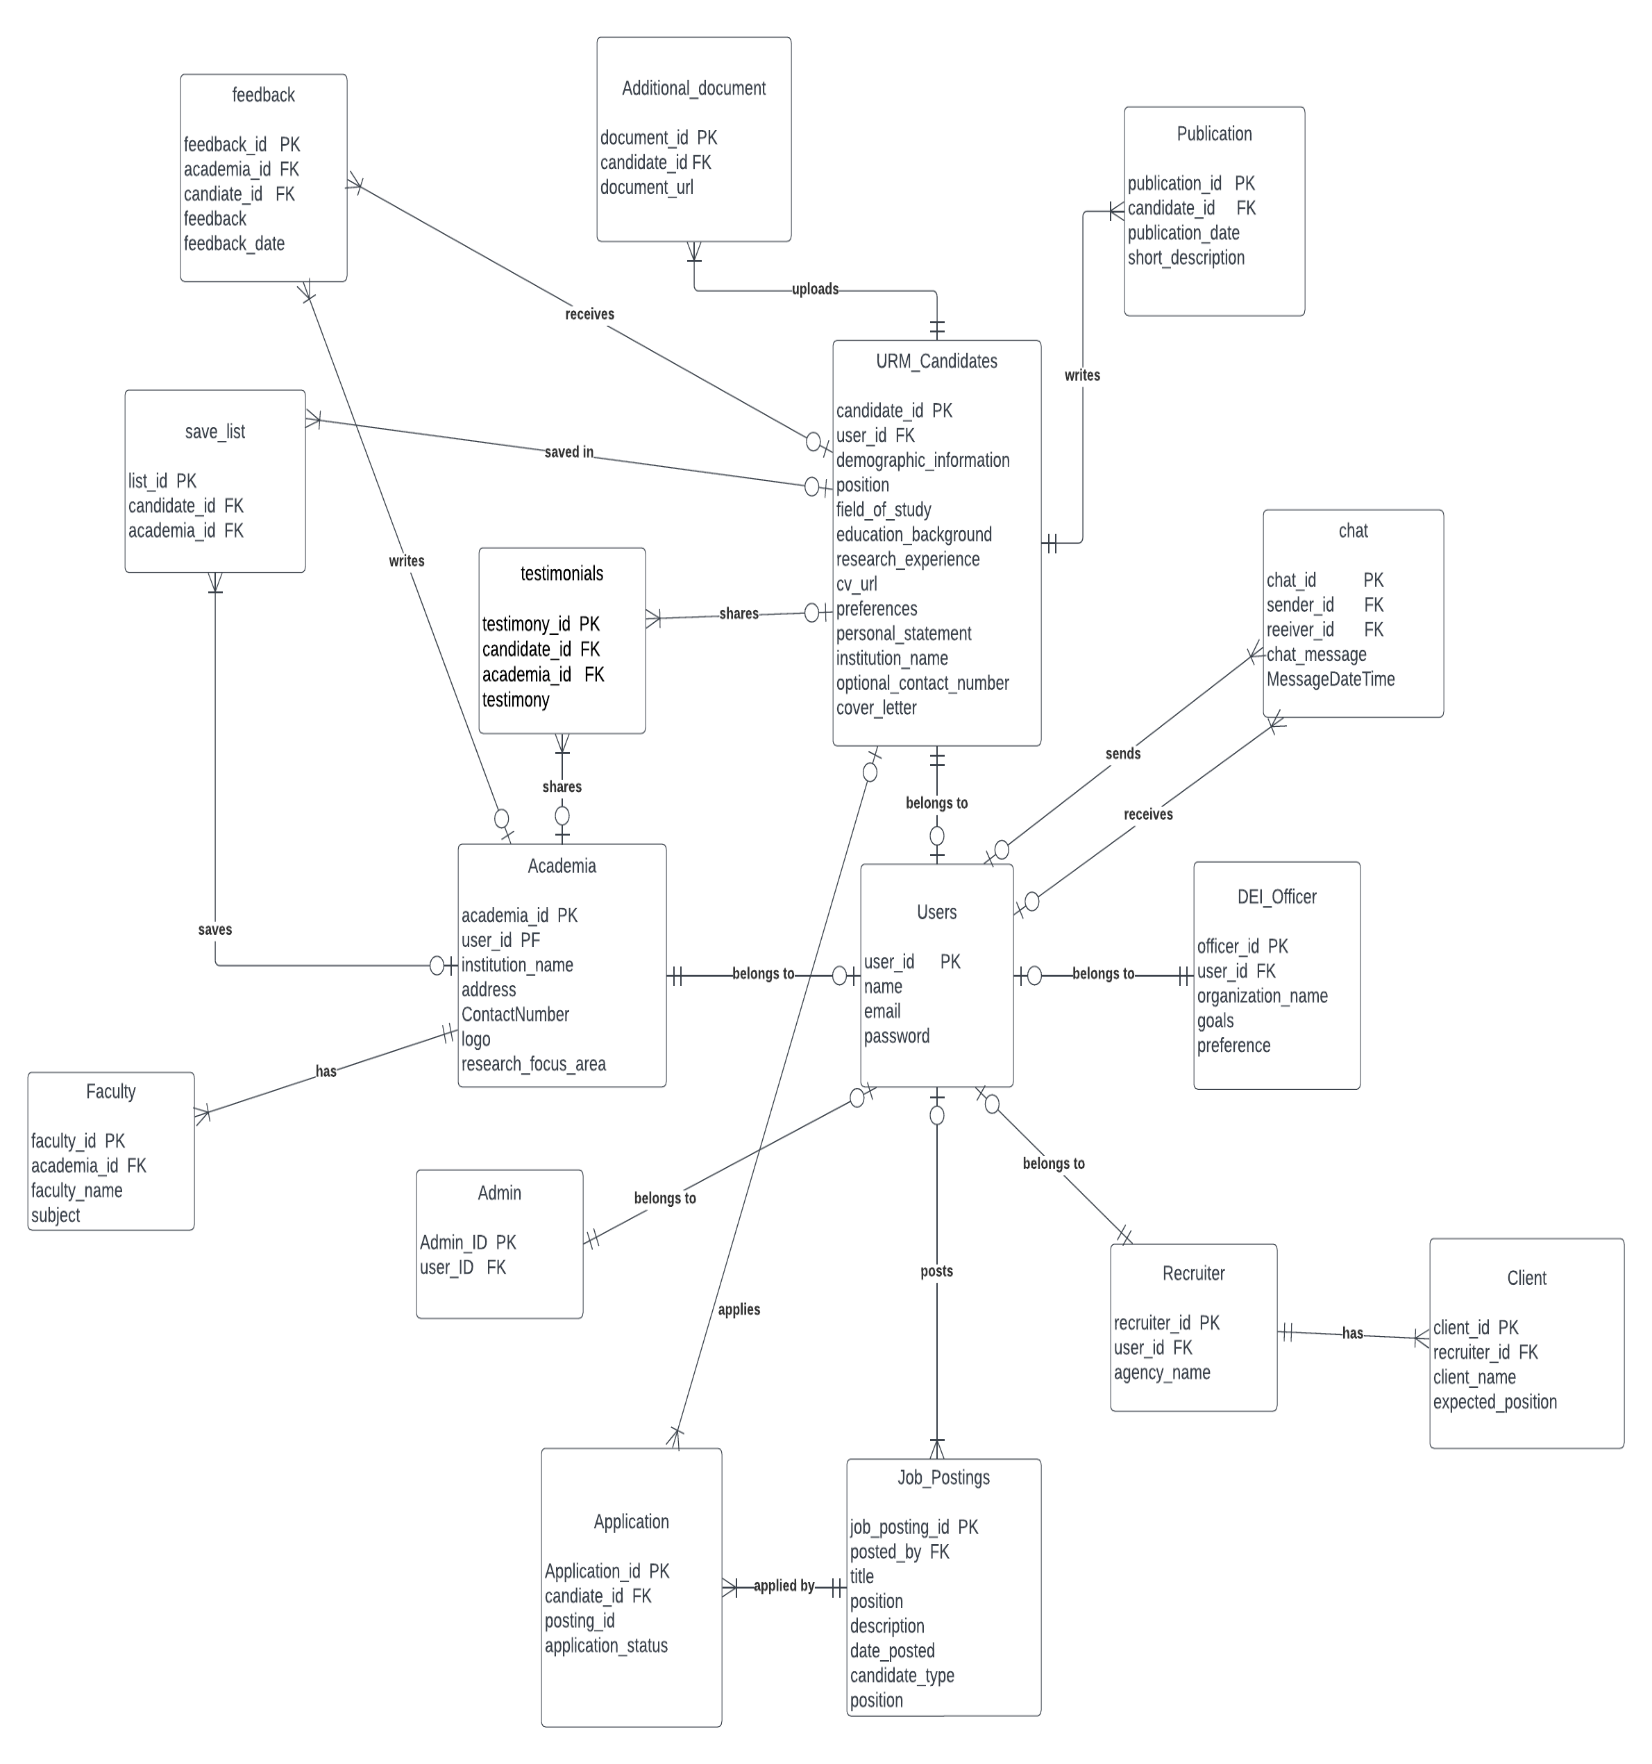 feedback
feedback_id PK
academia_id FK
candiate_id FK
feedback
feedback_date
Additional_document
document_id PK
candidate_id FK
document_url
Publication
publication_id PK
candidate_id FK
publication_date
short_description
uploads
receives
writes
URM_Candidates
candidate_id PK
user_id FK
demographic_information
position
field_of_study
education_background
research_experience
cv_url
preferences
personal_statement
institution_name
optional_contact_number
cover_letter
save_list
list_id PK
candidate_id FK
academia_id FK
saved in
writes
testimonials
testimony_id PK
candidate_id FK
academia_id FK
testimony
shares
chat
chat_id PK
sender_id FK
reeiver_id FK
chat_message
MessageDateTime
shares
belongs to
sends
receives
saves
Academia
academia_id PK
user_id PF
institution_name
address
ContactNumber
logo
research_focus_area
belongs to
Users
user_id PK
name
email
password
belongs to
DEI_Officer
officer_id PK
user_id FK
organization_name
goals
preference
has
Faculty
faculty_id PK
academia_id FK
faculty_name
subject
Admin
Admin_ID PK
user_ID FK
belongs to
belongs to
posts
applies
Recruiter
recruiter_id PK
user_id FK
agency_name
has
Client
client_id PK
recruiter_id FK
client_name
expected_position
Application
Application_id PK
candiate_id FK
posting_id
application_status
applied by
Job_Postings
job_posting_id PK
posted_by FK
title
position
description
date_posted
candidate_type
position